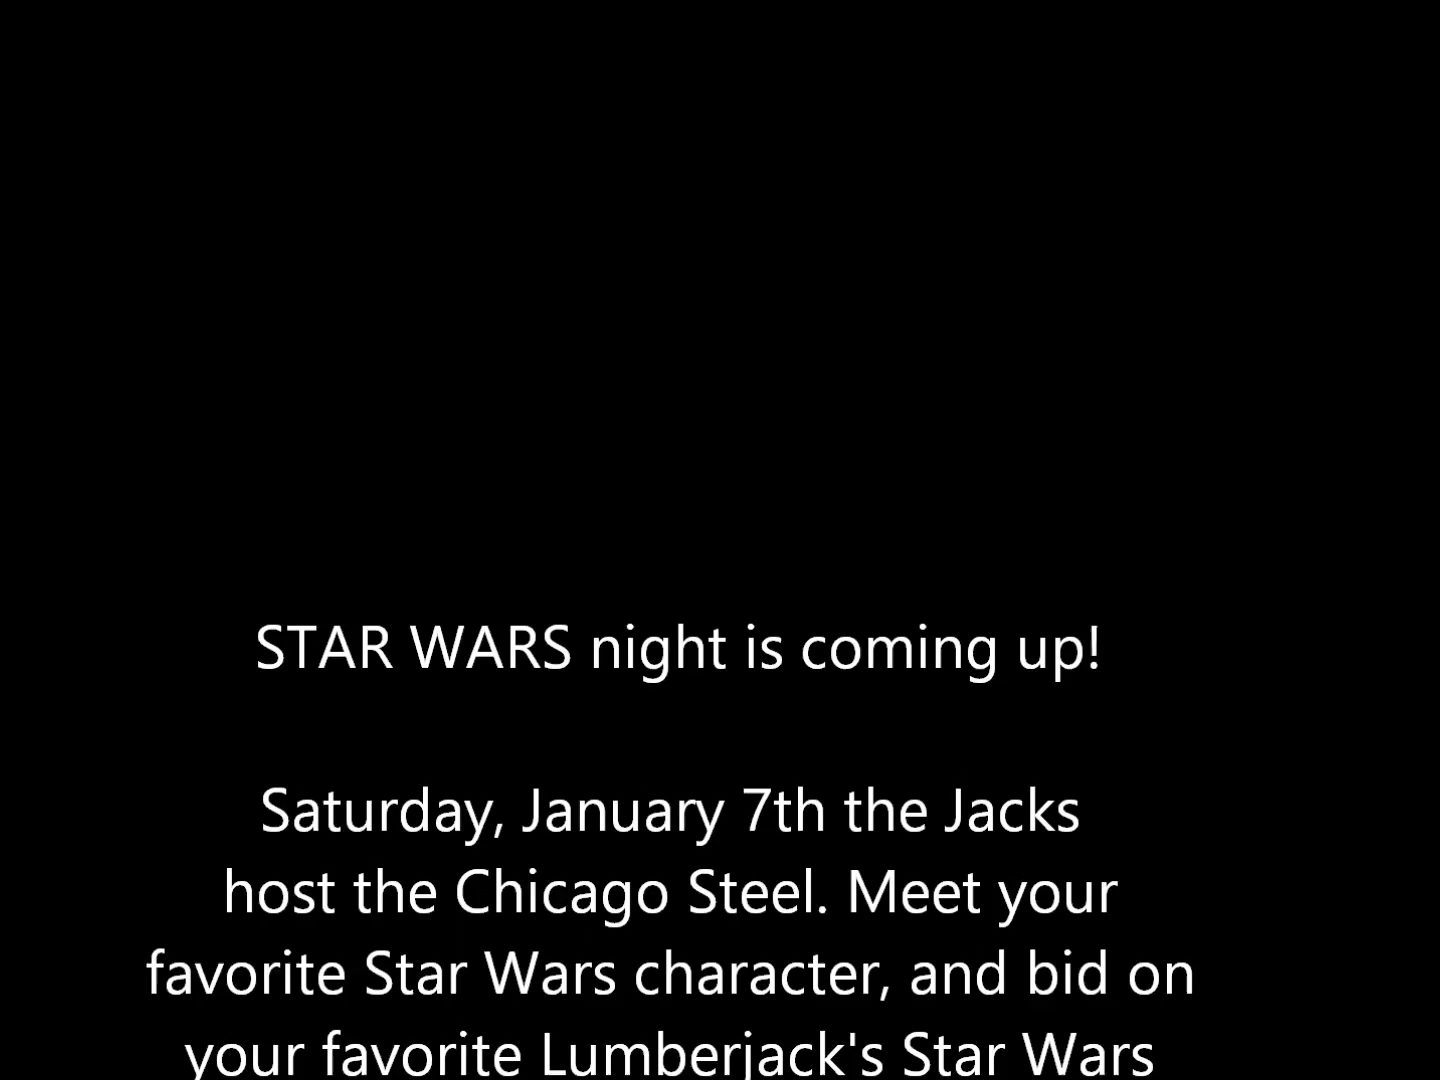 STAR WARS night is coming up!
Saturday, January 7th the Jacks
host the Chicago Steel. Meet your
favorite Star Wars character, and bid on
your favorite Lumberjack's Star Wars